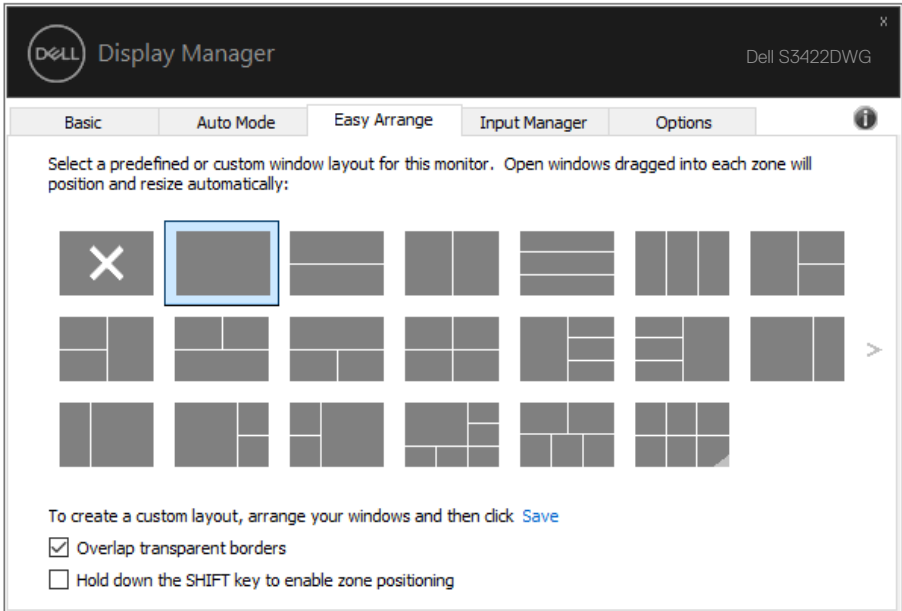 DELL Display Manager
x
Dell S3422DWG
Basic Auto Mode Easy Arrange Input Manager Options
Select a predefined or custom window layout for this monitor. Open windows dragged into each zone will
position and resize automatically:
>
To create a custom layout, arrange your windows and then click Save
Overlap transparent borders
Hold down the SHIFT key to enable zone positioning